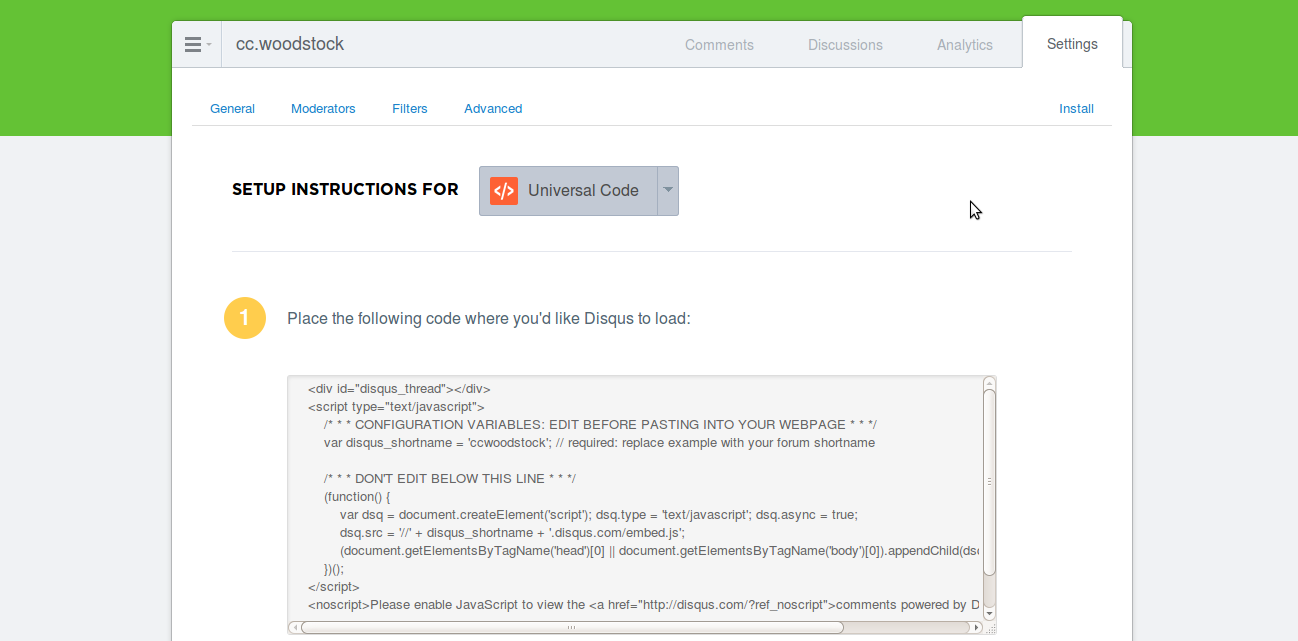 cc.woodstock Comments Discussions Analytics Settings
General Moderators Filters Advanced Install
SETUP INSTRUCTIONS FOR </> Universal Code
1 Place the following code where you'd like Disqus to load:
<div id="disqus_thread"></div>
<script type="text/javascript">
/* * * CONFIGURATION VARIABLES: EDIT BEFORE PASTING INTO YOUR WEBPAGE * * */
var disqus_shortname = 'ccwoodstock'; // required: replace example with your forum shortname
/* * * DON'T EDIT BELOW THIS LINE * * */
(function() {
var dsq = document.createElement('script'); dsq.type = 'text/javascript'; dsq.async = true;
dsq.src = '//' + disqus_shortname + '.disqus.com/embed.js';
(document.getElementsByTagName('head')[0] || document.getElementsByTagName('body')[0]).appendChild(dsq
})();
</script>
<noscript>Please enable JavaScript to view the <a href="http://disqus.com/?ref_noscript">comments powered by D